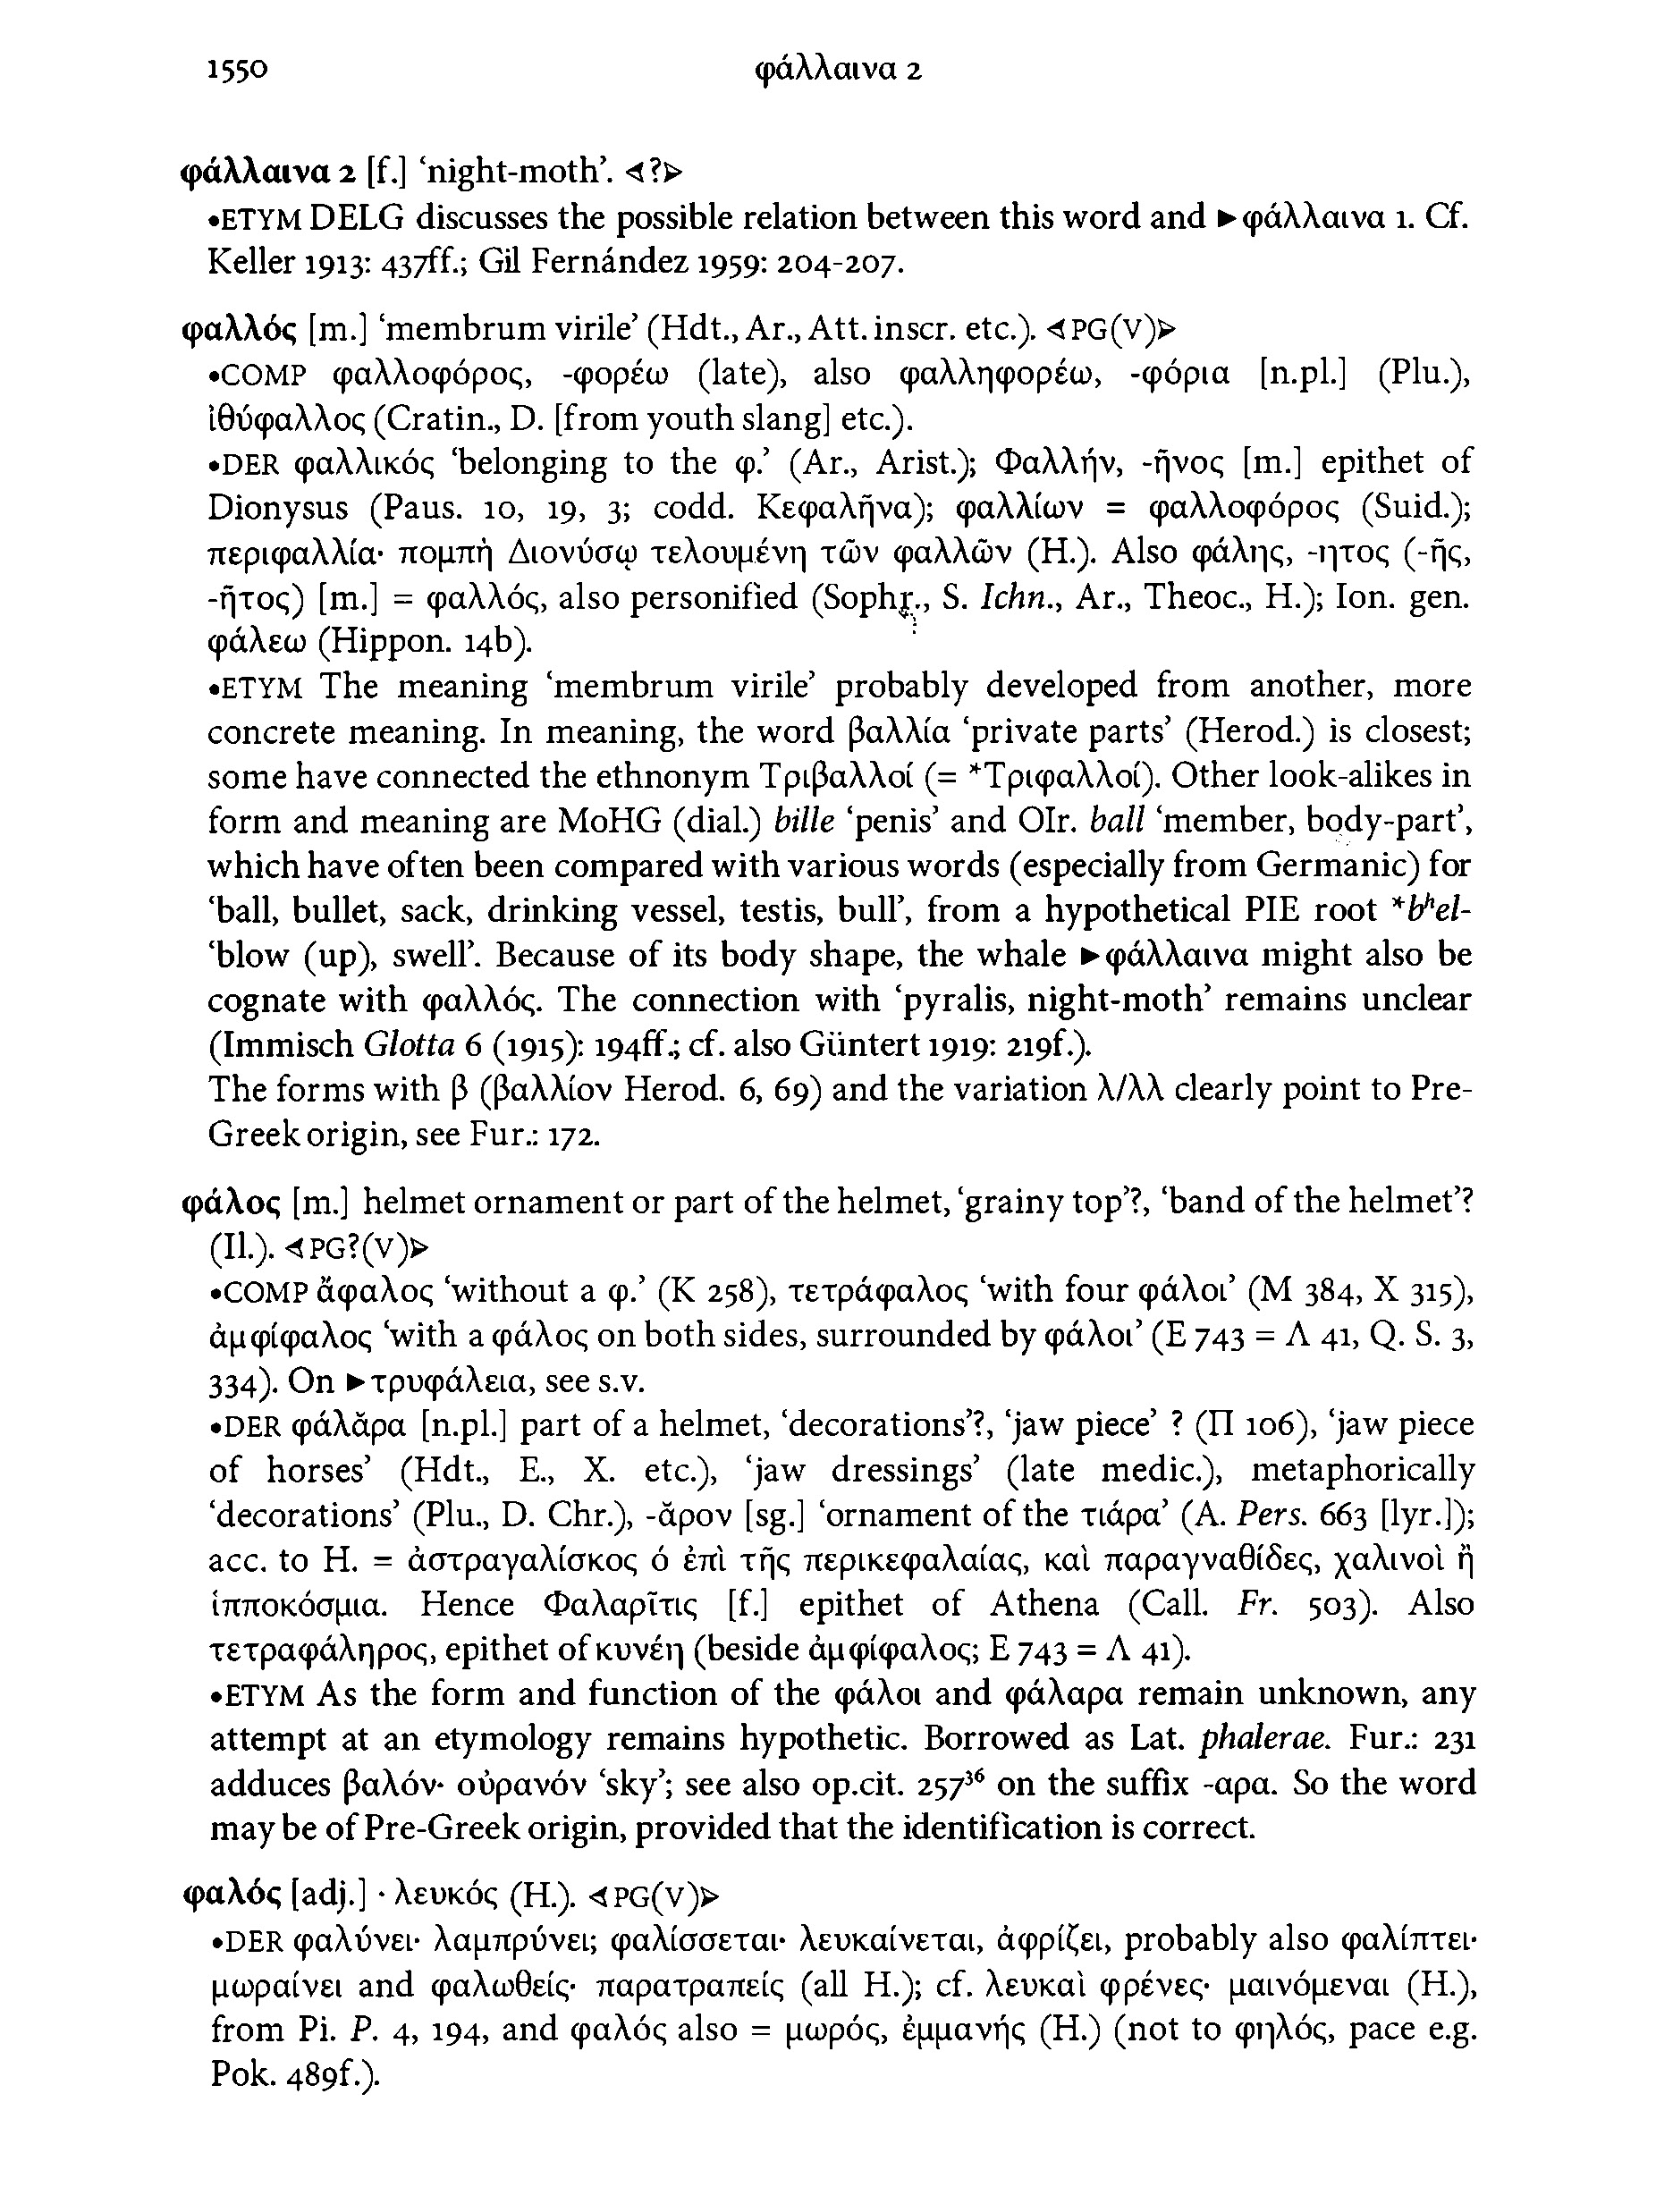 1550 φάλλαινα 2
φάλλαινα 2 [f.] ‘night-moth’. ⊲?⊳
•ETYM DELG discusses the possible relation between this word and ►φάλλαινα 1. Cf.
Keller 1913: 437ff.; Gil Fernández 1959: 204-207.
φαλλός [m.] ‘membrum virile’ (Hdt., Ar., Att. inscr. etc.). ⊲PG(V)⊳
•COMP φαλλοφόρος, -φορέω (late), also φαλληφορέω, -φόρια [n.pl.] (Plu.),
ἰθύφαλλος (Cratin., D. [from youth slang] etc.).
•DER φαλλικός ‘belonging to the φ.’ (Ar., Arist.); Φαλλήν, -ῆνος [m.] epithet of
Dionysus (Paus. 10, 19, 3; codd. Κεφαλῆνα); φαλλίων = φαλλοφόρος (Suid.);
περιφαλλία· πομπὴ Διονύσῳ τελουμένη τῶν φαλλῶν (H.). Also φάλης, -ητος (-ῆς,
-ῆτος) [m.] = φαλλός, also personified (Sophr., S. Ichn., Ar., Theoc., H.); Ion. gen.
φάλεω (Hippon. 14b).
•ETYM The meaning ‘membrum virile’ probably developed from another, more
concrete meaning. In meaning, the word βαλλία ‘private parts’ (Herod.) is closest;
some have connected the ethnonym Τριβαλλοί (= *Τριφαλλοί). Other look-alikes in
form and meaning are MoHG (dial.) bille ‘penis’ and OIr. ball ‘member, body-part’,
which have often been compared with various words (especially from Germanic) for
‘ball, bullet, sack, drinking vessel, testis, bull’, from a hypothetical PIE root *bʰel-
‘blow (up), swell’. Because of its body shape, the whale ►φάλλαινα might also be
cognate with φαλλός. The connection with ‘pyralis, night-moth’ remains unclear
(Immisch Glotta 6 (1915): 194ff.; cf. also Güntert 1919: 219f.).
The forms with β (βαλλίον Herod. 6, 69) and the variation λ/λλ clearly point to Pre-
Greek origin, see Fur.: 172.
φάλος [m.] helmet ornament or part of the helmet, ‘grainy top’?, ‘band of the helmet’?
(Il.). ⊲PG?(V)⊳
•COMP ἄφαλος ‘without a φ.’ (Κ 258), τετράφαλος ‘with four φάλοι’ (Μ 384, Χ 315),
ἀμφίφαλος ‘with a φάλος on both sides, surrounded by φάλοι’ (Ε 743 = Λ 41, Q. S. 3,
334). On ►τρυφάλεια, see s.v.
•DER φάλᾰρα [n.pl.] part of a helmet, ‘decorations’?, ‘jaw piece’ ? (Π 106), ‘jaw piece
of horses’ (Hdt., E., X. etc.), ‘jaw dressings’ (late medic.), metaphorically
‘decorations’ (Plu., D. Chr.), -ᾰρον [sg.] ‘ornament of the τιάρα’ (A. Pers. 663 [lyr.]);
acc. to H. = ἀστραγαλίσκος ὁ ἐπὶ τῆς περικεφαλαίας, καὶ παραγναθίδες, χαλινοὶ ἢ
ἱπποκόσμια. Hence Φαλαρῖτις [f.] epithet of Athena (Call. Fr. 503). Also
τετραφάληρος, epithet of κυνέη (beside ἀμφίφαλος; Ε 743 = Λ 41).
•ETYM As the form and function of the φάλοι and φάλαρα remain unknown, any
attempt at an etymology remains hypothetic. Borrowed as Lat. phalerae. Fur.: 231
adduces βαλόν· οὐρανόν ‘sky’; see also op.cit. 257³⁶ on the suffix -αρα. So the word
may be of Pre-Greek origin, provided that the identification is correct.
φαλός [adj.] · λευκός (H.). ⊲PG(V)⊳
•DER φαλύνει· λαμπρύνει; φαλίσσεται· λευκαίνεται, ἀφρίζει, probably also φαλίπτει·
μωραίνει and φαλωθείς· παρατραπείς (all H.); cf. λευκαὶ φρένες· μαινόμεναι (H.),
from Pi. P. 4, 194, and φαλός also = μωρός, ἐμμανής (H.) (not to φηλός, pace e.g.
Pok. 489f.).